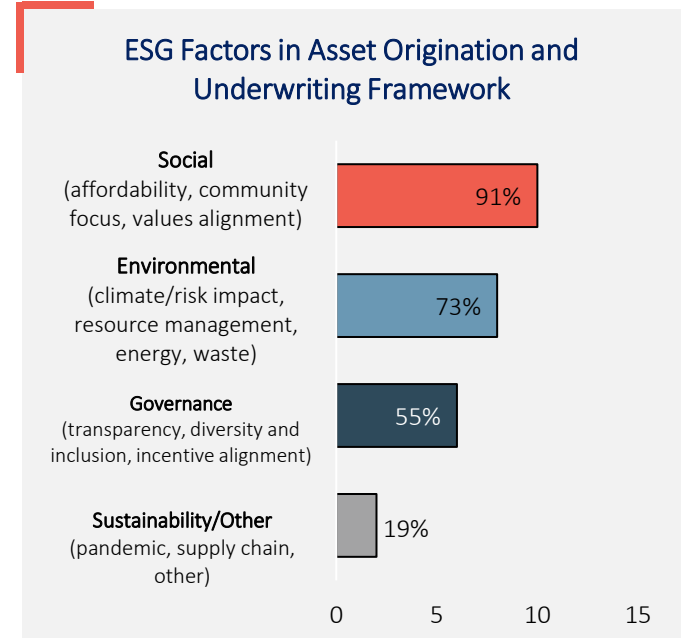 ESG Factors in Asset Origination and
Underwriting Framework
Social
(affordability, community
focus, values alignment)
91%
Environmental
(climate/risk impact,
resource management,
energy, waste)
73%
Governance
(transparency, diversity and
inclusion, incentive alignment)
55%
Sustainability/Other
(pandemic, supply chain,
other)
19%
0 5 10 15